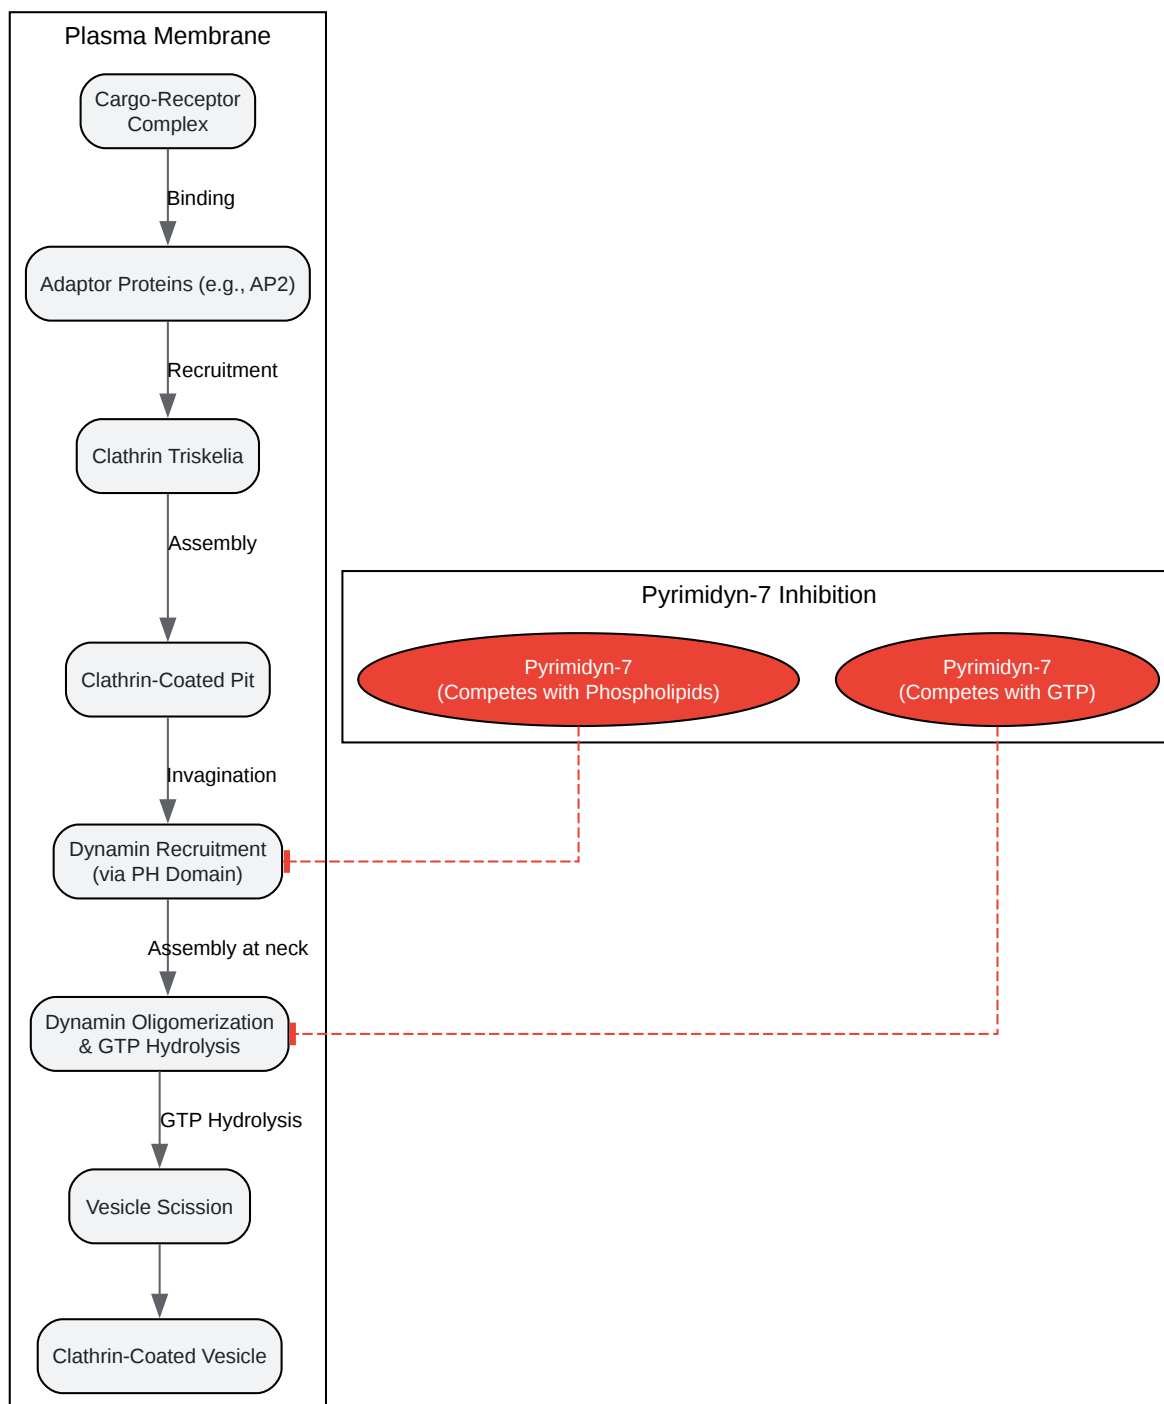 Plasma Membrane
Cargo-Receptor
Complex
Binding
Adaptor Proteins (e.g., AP2)
Recruitment
Clathrin Triskelia
Assembly
Clathrin-Coated Pit
Invagination
Dynamin Recruitment
(via PH Domain)
Assembly at neck
Dynamin Oligomerization
& GTP Hydrolysis
GTP Hydrolysis
Vesicle Scission
Clathrin-Coated Vesicle
Pyrimidyn-7 Inhibition
Pyrimidyn-7
(Competes with Phospholipids)
Pyrimidyn-7
(Competes with GTP)